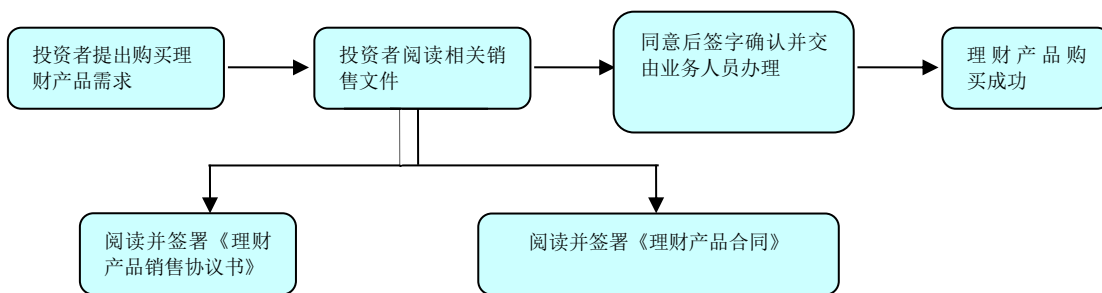 投资者提出购买理
财产品需求
投资者阅读相关销
售文件
同意后签字确认并交
由业务人员办理
理财产品购
买成功
阅读并签署《理财
产品销售协议书》
阅读并签署《理财产品合同》